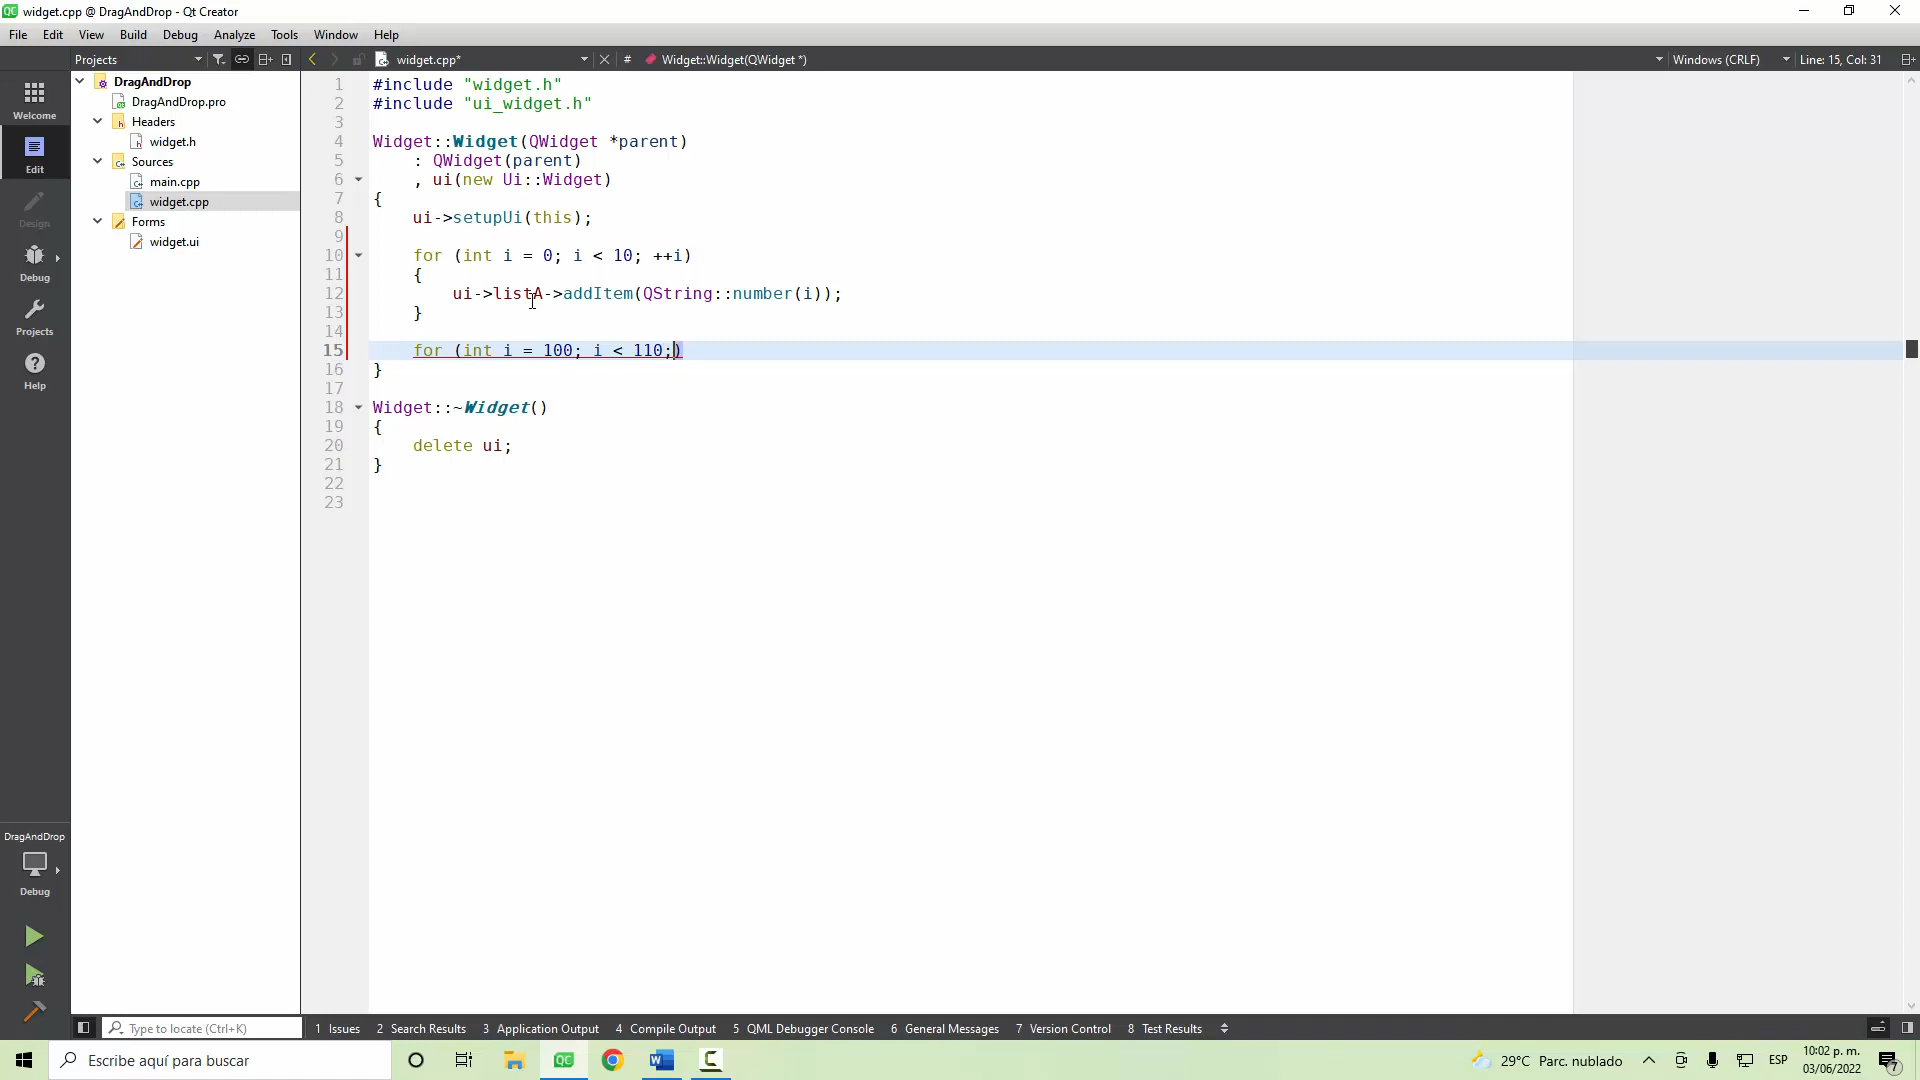 widget.cpp @ DragAndDrop - Qt Creator
File Edit View Build Debug Analyze Tools Window Help
Projects widget.cpp* # Widget::Widget(QWidget *) Windows (CRLF) Line: 15, Col: 31
Welcome
Edit
Design
Debug
Projects
Help
DragAndDrop
DragAndDrop.pro
Headers
widget.h
Sources
main.cpp
widget.cpp
Forms
widget.ui
1 #include "widget.h"
2 #include "ui_widget.h"
3
4 Widget::Widget(QWidget *parent)
5 : QWidget(parent)
6 , ui(new Ui::Widget)
7 {
8 ui->setupUi(this);
9
10 for (int i = 0; i < 10; ++i)
11 {
12 ui->listA->addItem(QString::number(i));
13 }
14
15 for (int i = 100; i < 110;)
16 }
17
18 Widget::~Widget()
19 {
20 delete ui;
21 }
22
23
DragAndDrop
Debug
Type to locate (Ctrl+K) 1 Issues 2 Search Results 3 Application Output 4 Compile Output 5 QML Debugger Console 6 General Messages 7 Version Control 8 Test Results
Escribe aquí para buscar
29°C Parc. nublado ESP
10:02 p. m.
03/06/2022
7